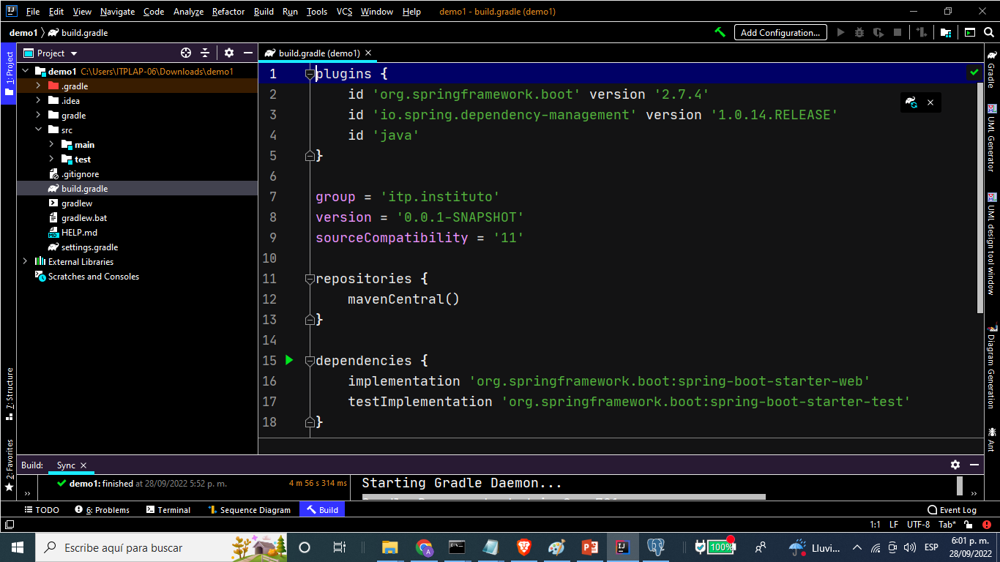 File Edit View Navigate Code Analyze Refactor Build Run Tools VCS Window Help demo1 - build.gradle (demo1)
demo1 build.gradle Add Configuration...
1: Project
Project
demo1 C:\Users\ITPLAP-06\Downloads\demo1
.gradle
.idea
gradle
src
main
test
.gitignore
build.gradle
gradlew
gradlew.bat
HELP.md
settings.gradle
External Libraries
Scratches and Consoles
7: Structure
2: Favorites
build.gradle (demo1)
1 plugins {
2 id 'org.springframework.boot' version '2.7.4'
3 id 'io.spring.dependency-management' version '1.0.14.RELEASE'
4 id 'java'
5 }
6
7 group = 'itp.instituto'
8 version = '0.0.1-SNAPSHOT'
9 sourceCompatibility = '11'
10
11 repositories {
12 mavenCentral()
13 }
14
15 dependencies {
16 implementation 'org.springframework.boot:spring-boot-starter-web'
17 testImplementation 'org.springframework.boot:spring-boot-starter-test'
18 }
Gradle
UML Generator
UML design tool window
Diagram Generation
Ant
Build: Sync
demo1: finished at 28/09/2022 5:52 p. m. 4 m 56 s 314 ms
Starting Gradle Daemon...
TODO 6: Problems Terminal Sequence Diagram Build Event Log
1:1 LF UTF-8 Tab*
Escribe aquí para buscar 100% Lluvi... ESP 6:01 p. m.
28/09/2022